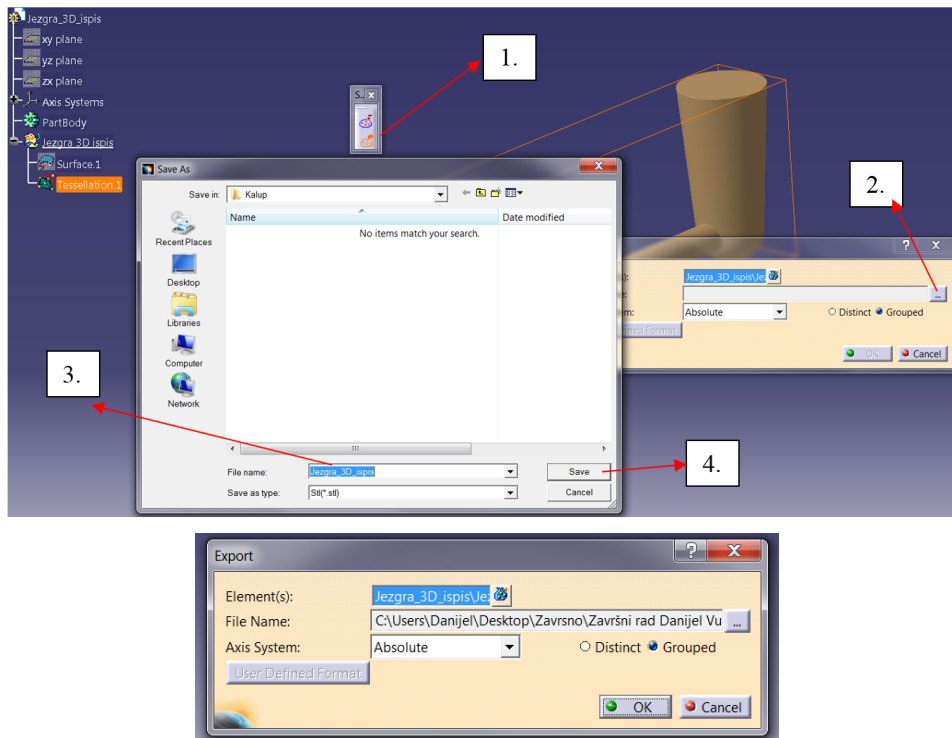 Jezgra_3D_ispis
xy plane
yz plane
zx plane
Axis Systems
PartBody
Jezgra 3D ispis
Surface.1
Tessellation.1
S..
1.
2.
3.
4.
Save As
Save in:
Kalup
Name
Date modified
No items match your search.
Recent Places
Desktop
Libraries
Computer
Network
File name:
Jezgra_3D_ispis
Save
Save as type:
Stl(*.stl)
Cancel
Jezgra_3D_ispis\Jez
...
Absolute
Distinct
Grouped
OK
Cancel
Export
Element(s):
Jezgra_3D_ispis\Jez
File Name:
C:\Users\Danijel\Desktop\Zavrsno\Završni rad Danijel Vu
...
Axis System:
Absolute
Distinct
Grouped
User Defined Format
OK
Cancel